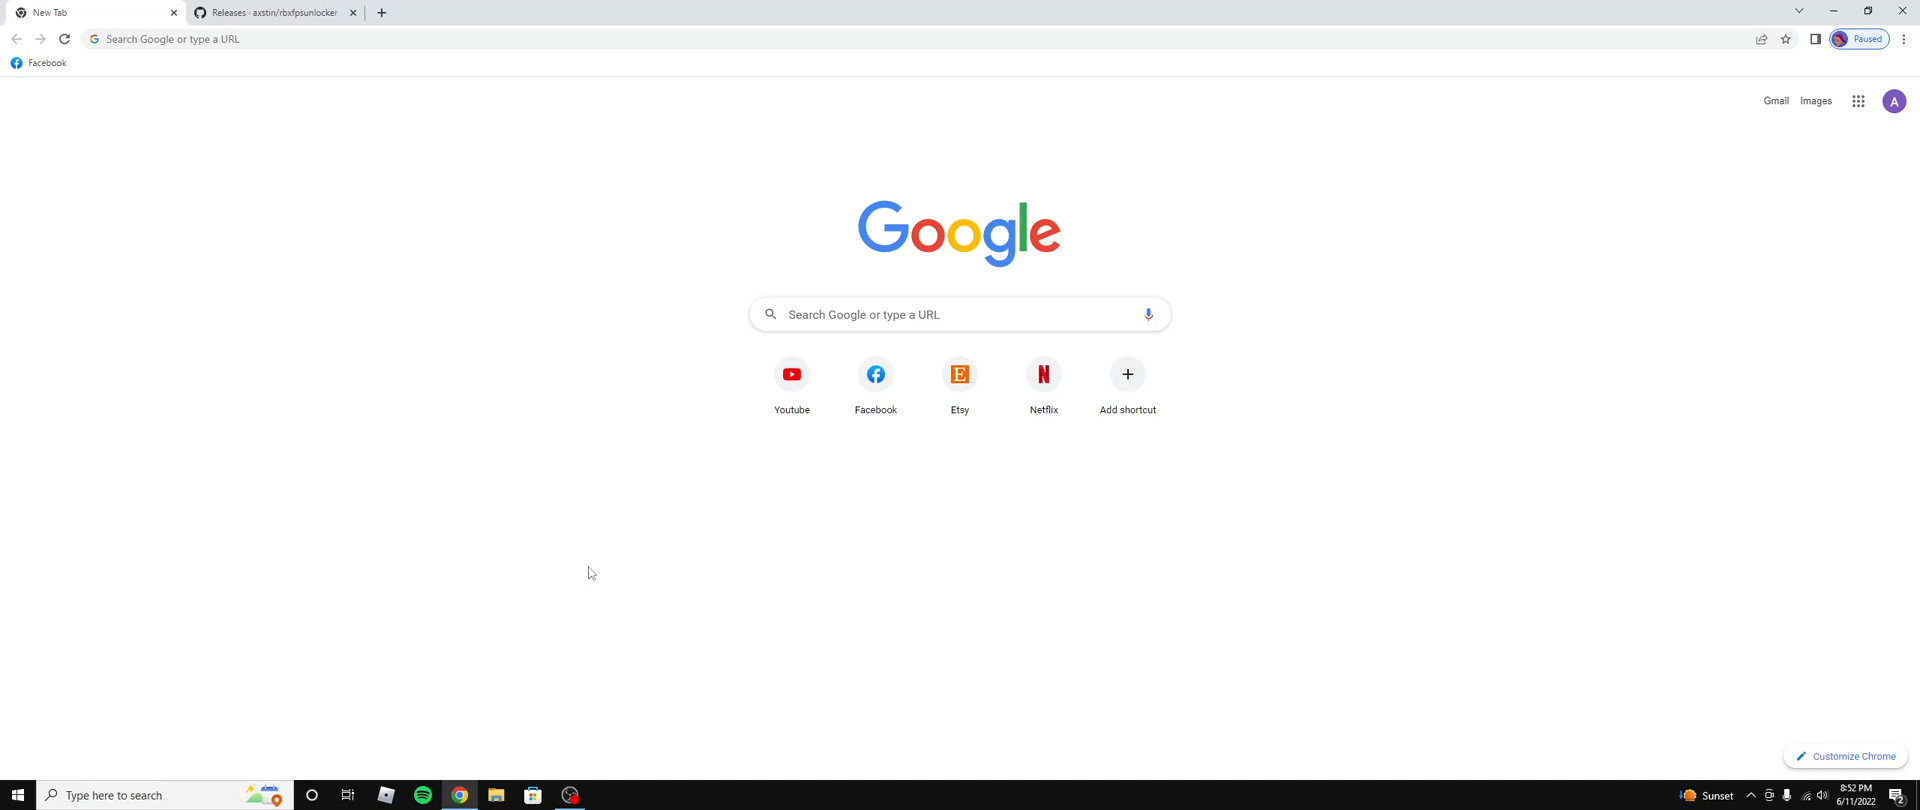 New Tab
Releases · axstin/rbxfpsunlocker
Search Google or type a URL
Paused
Facebook
Gmail Images
A
Google
Search Google or type a URL
Youtube Facebook Etsy Netflix Add shortcut
Customize Chrome
Type here to search
Sunset
8:52 PM
6/11/2022
2